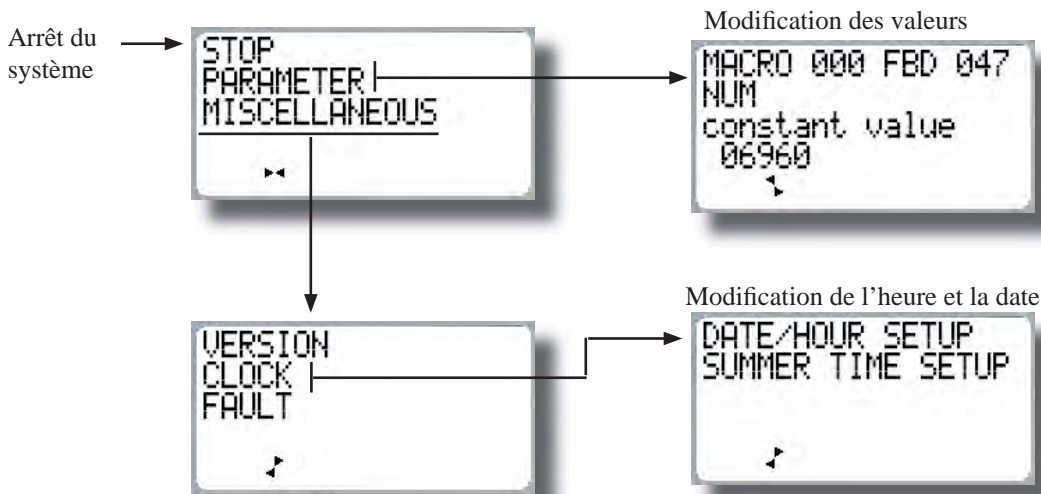 Arrêt du
système
STOP
PARAMETER
MISCELLANEOUS
Modification des valeurs
MACRO 000 FBD 047
NUM
constant value
06960
VERSION
CLOCK
FAULT
Modification de l'heure et la date
DATE/HOUR SETUP
SUMMER TIME SETUP